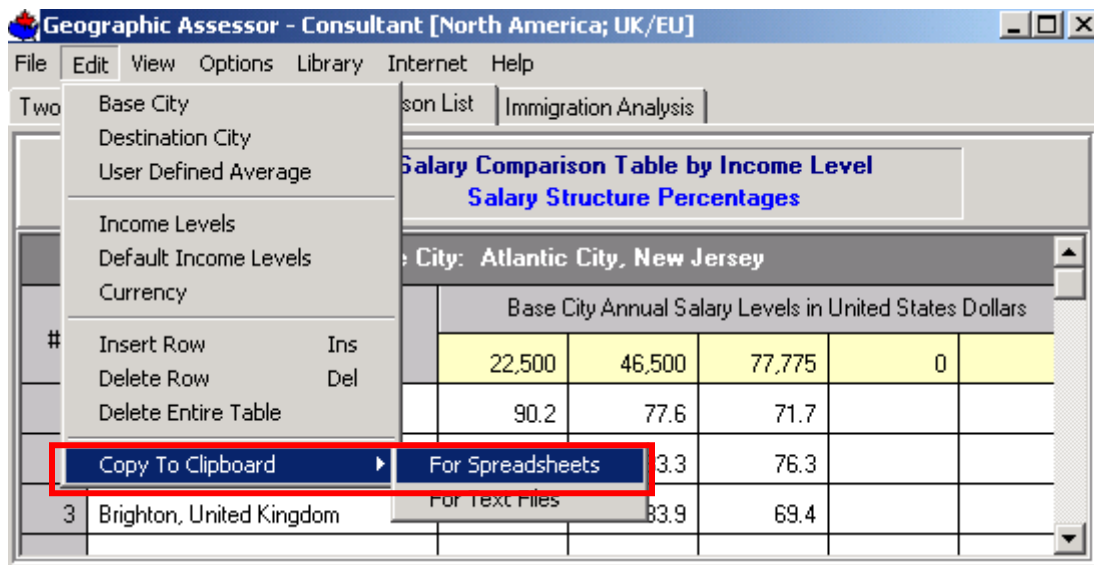 Geographic Assessor - Consultant [North America; UK/EU]
File Edit View Options Library Internet Help
Two son List Immigration Analysis
Base City
Destination City
User Defined Average
Income Levels
Default Income Levels
Currency
Insert Row Ins
Delete Row Del
Delete Entire Table
Copy To Clipboard
For Spreadsheets
For Text Files
Salary Comparison Table by Income Level
Salary Structure Percentages
City: Atlantic City, New Jersey
Base City Annual Salary Levels in United States Dollars
# 22,500 46,500 77,775 0
90.2 77.6 71.7
3.3 76.3
3 Brighton, United Kingdom 83.9 69.4